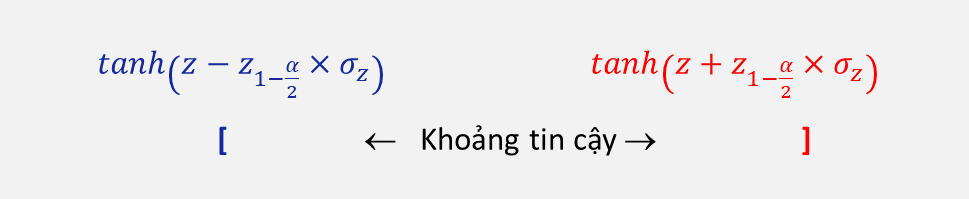 tanh(z − z_{1−α/2} × σ_z) tanh(z + z_{1−α/2} × σ_z)
[ ← Khoảng tin cậy → ]